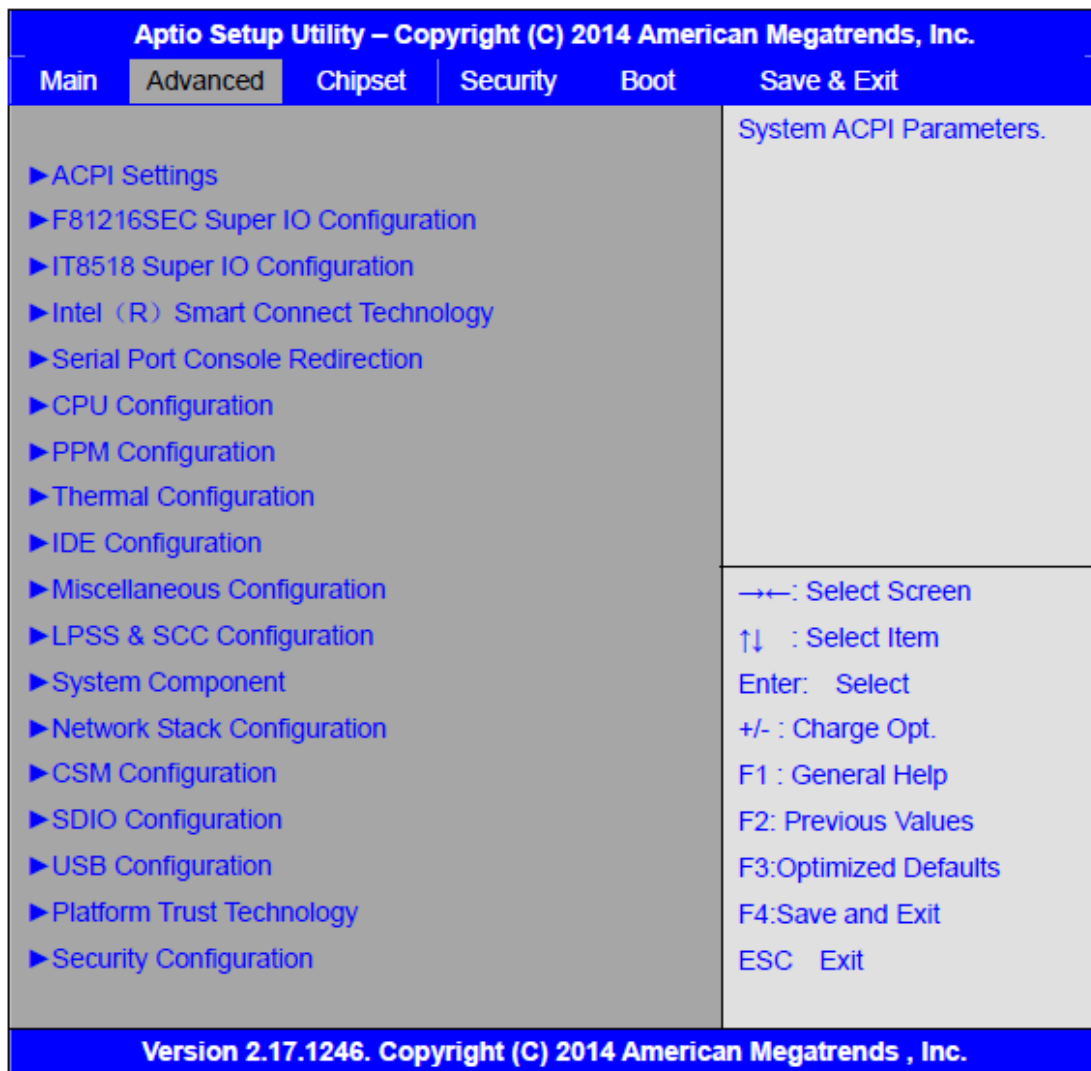 Aptio Setup Utility – Copyright (C) 2014 American Megatrends, Inc.
Main Advanced Chipset Security Boot Save & Exit
System ACPI Parameters.
►ACPI Settings
►F81216SEC Super IO Configuration
►IT8518 Super IO Configuration
►Intel（R）Smart Connect Technology
►Serial Port Console Redirection
►CPU Configuration
►PPM Configuration
►Thermal Configuration
►IDE Configuration
►Miscellaneous Configuration
►LPSS & SCC Configuration
►System Component
►Network Stack Configuration
►CSM Configuration
►SDIO Configuration
►USB Configuration
►Platform Trust Technology
►Security Configuration
→←: Select Screen
↑↓ : Select Item
Enter: Select
+/- : Charge Opt.
F1 : General Help
F2: Previous Values
F3:Optimized Defaults
F4:Save and Exit
ESC Exit
Version 2.17.1246. Copyright (C) 2014 American Megatrends , Inc.